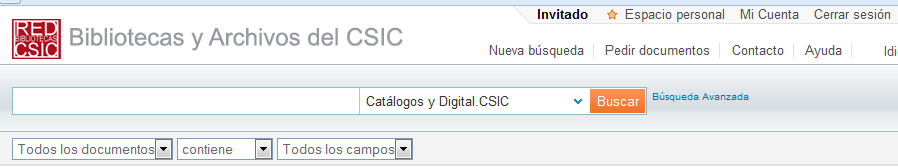 Invitado Espacio personal Mi Cuenta Cerrar sesión
RED
BIBLIOTECAS
CSIC
Bibliotecas y Archivos del CSIC
Nueva búsqueda Pedir documentos Contacto Ayuda Idi
Catálogos y Digital.CSIC Buscar Búsqueda Avanzada
Todos los documentos contiene Todos los campos